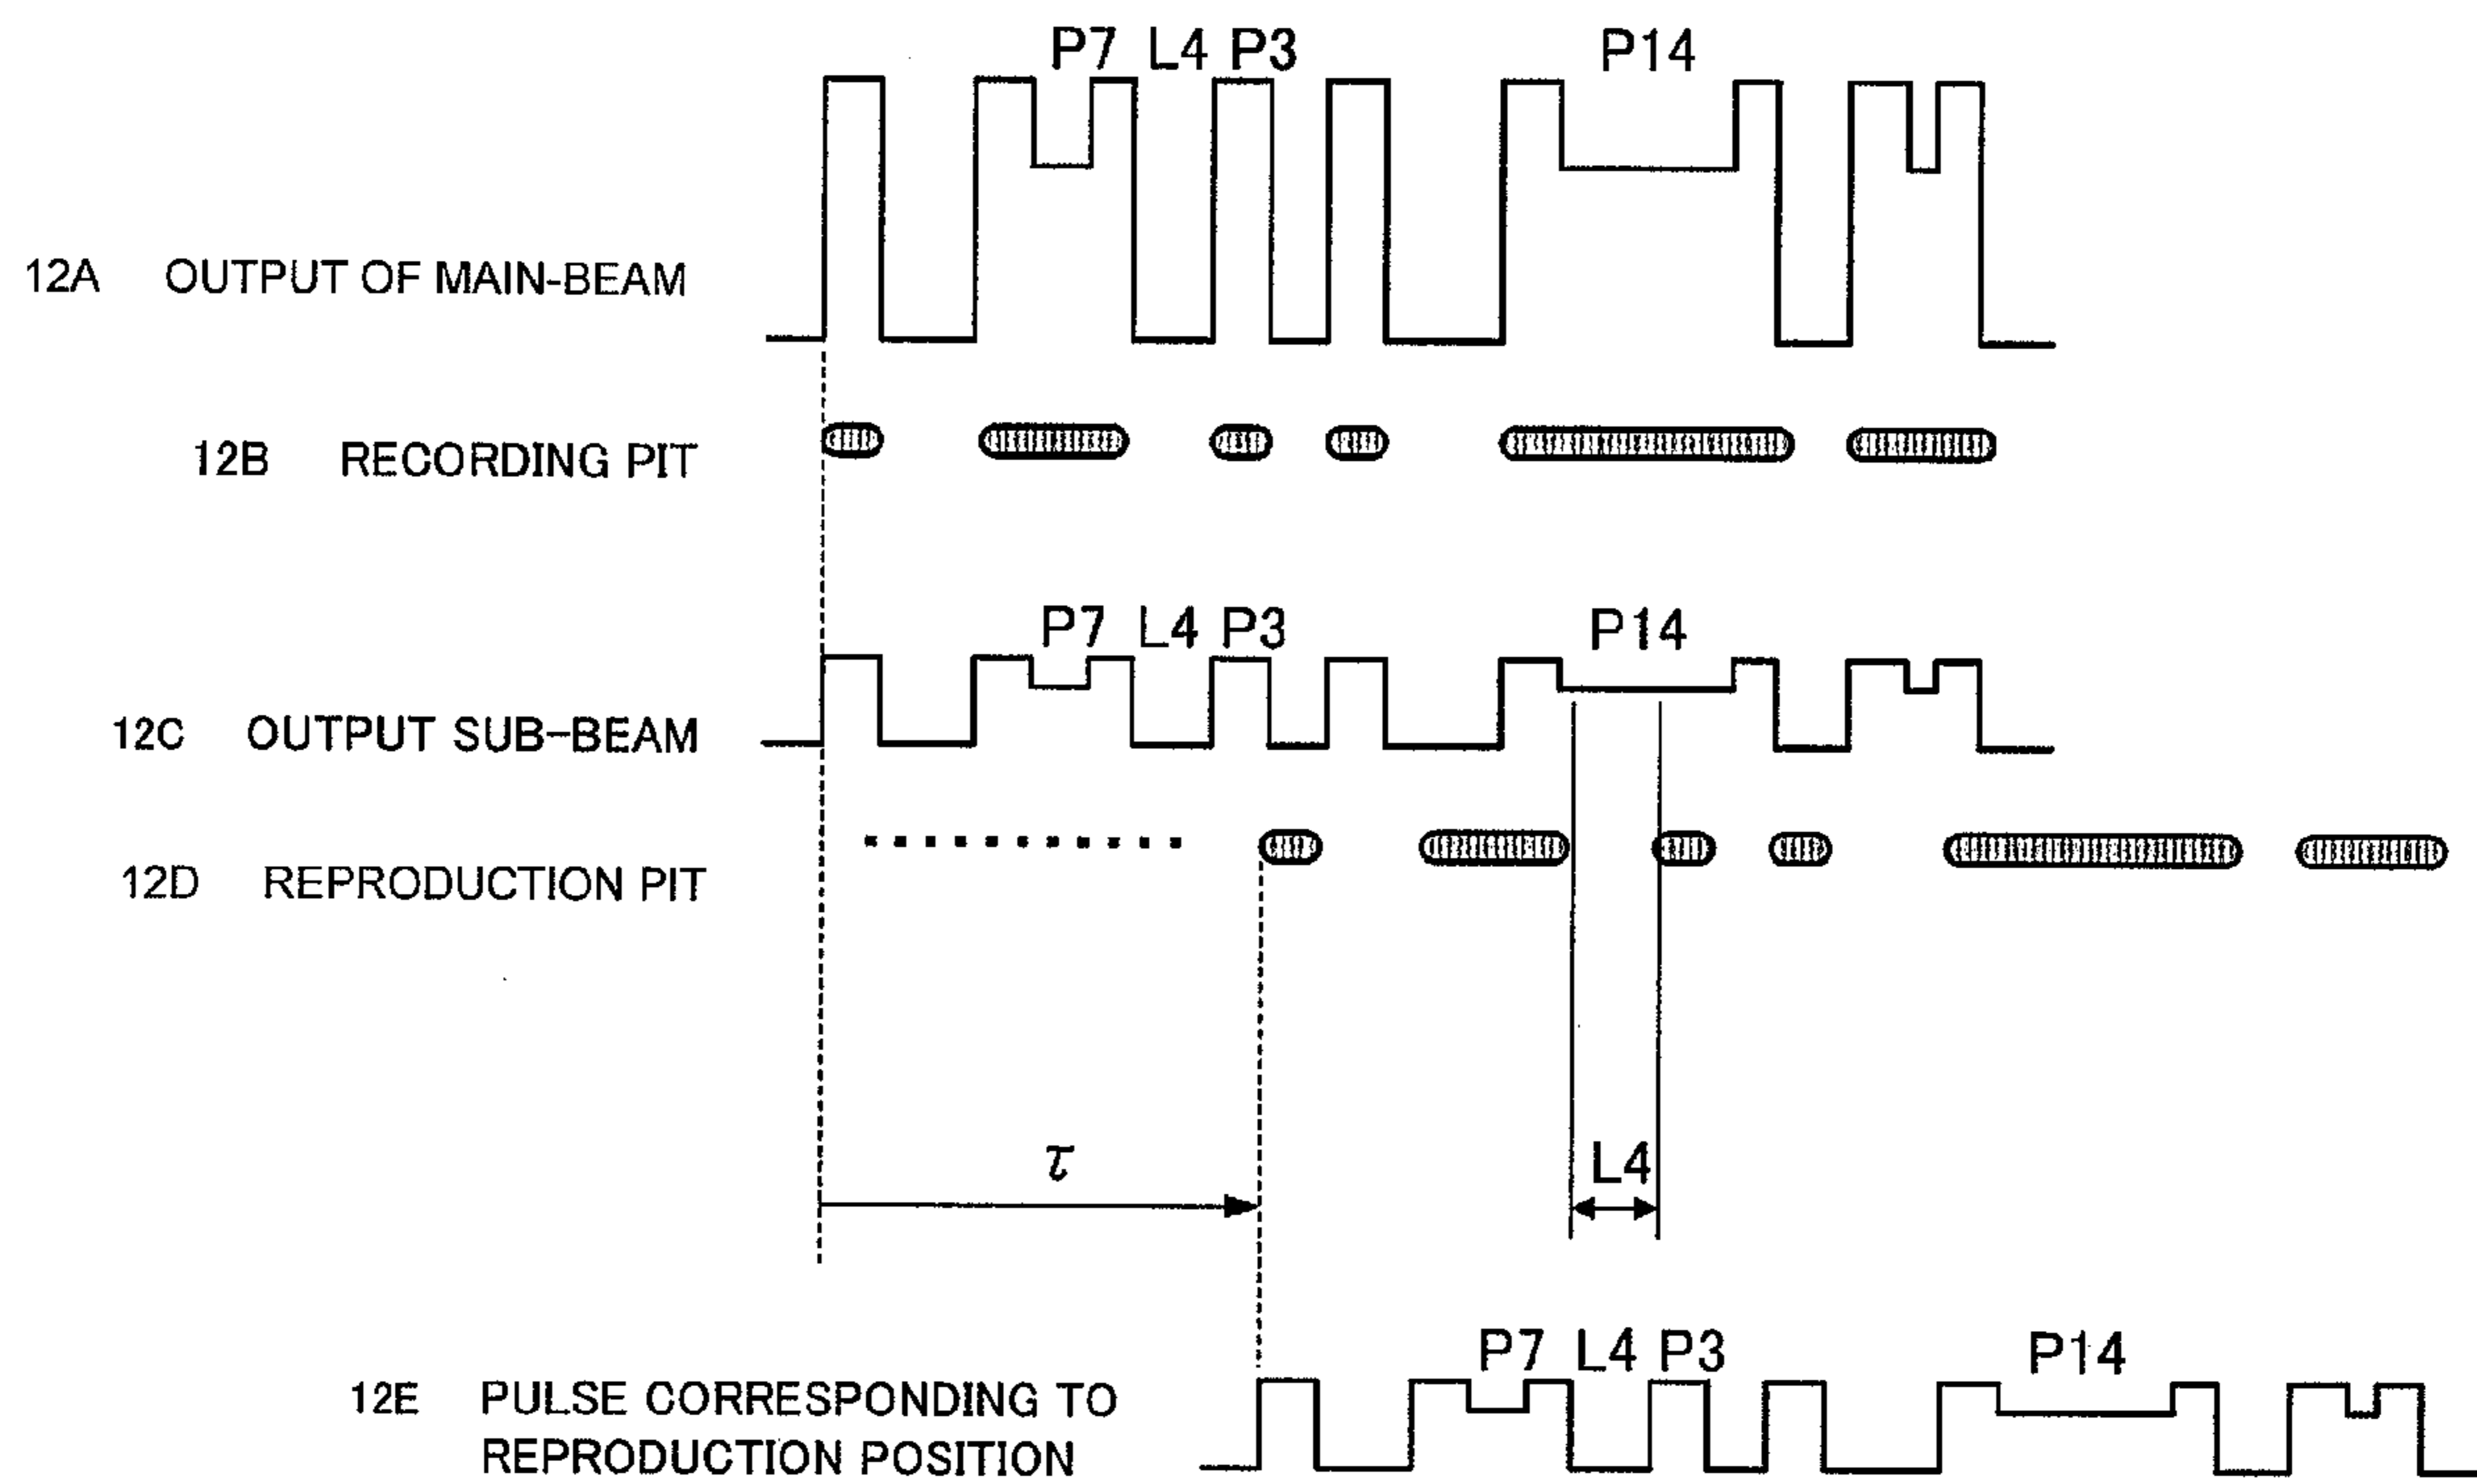 P7 L4 P3 P14
12A OUTPUT OF MAIN-BEAM
12B RECORDING PIT
P7 L4 P3 P14
12C OUTPUT SUB-BEAM
12D REPRODUCTION PIT
τ
L4
P7 L4 P3 P14
12E PULSE CORRESPONDING TO
REPRODUCTION POSITION